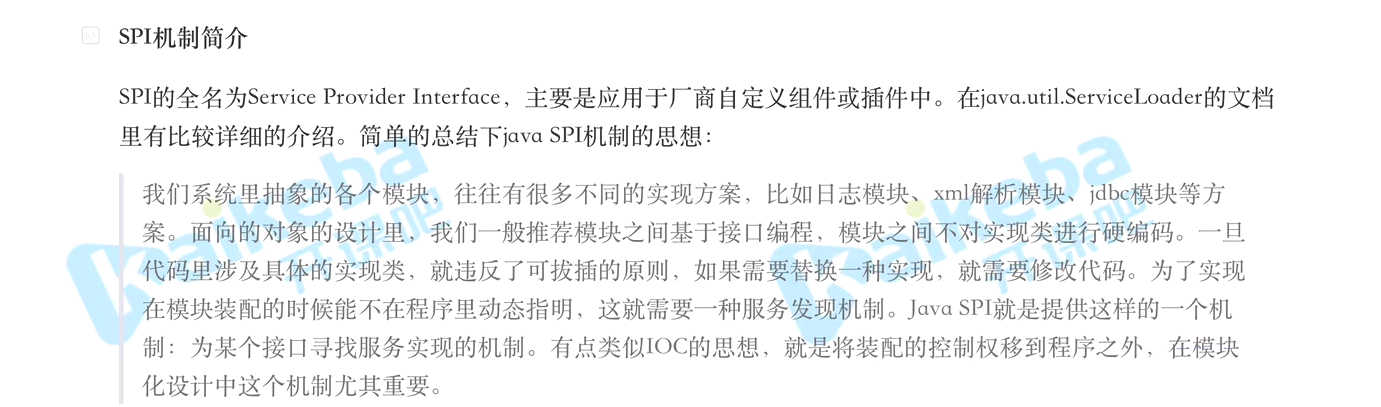 SPI机制简介
SPI的全名为Service Provider Interface，主要是应用于厂商自定义组件或插件中。在java.util.ServiceLoader的文档
里有比较详细的介绍。简单的总结下java SPI机制的思想：
我们系统里抽象的各个模块，往往有很多不同的实现方案，比如日志模块、xml解析模块、jdbc模块等方
案。面向的对象的设计里，我们一般推荐模块之间基于接口编程，模块之间不对实现类进行硬编码。一旦
代码里涉及具体的实现类，就违反了可拔插的原则，如果需要替换一种实现，就需要修改代码。为了实现
在模块装配的时候能不在程序里动态指明，这就需要一种服务发现机制。Java SPI就是提供这样的一个机
制：为某个接口寻找服务实现的机制。有点类似IOC的思想，就是将装配的控制权移到程序之外，在模块
化设计中这个机制尤其重要。
kaikeba
开课吧
kaikeba
开课吧